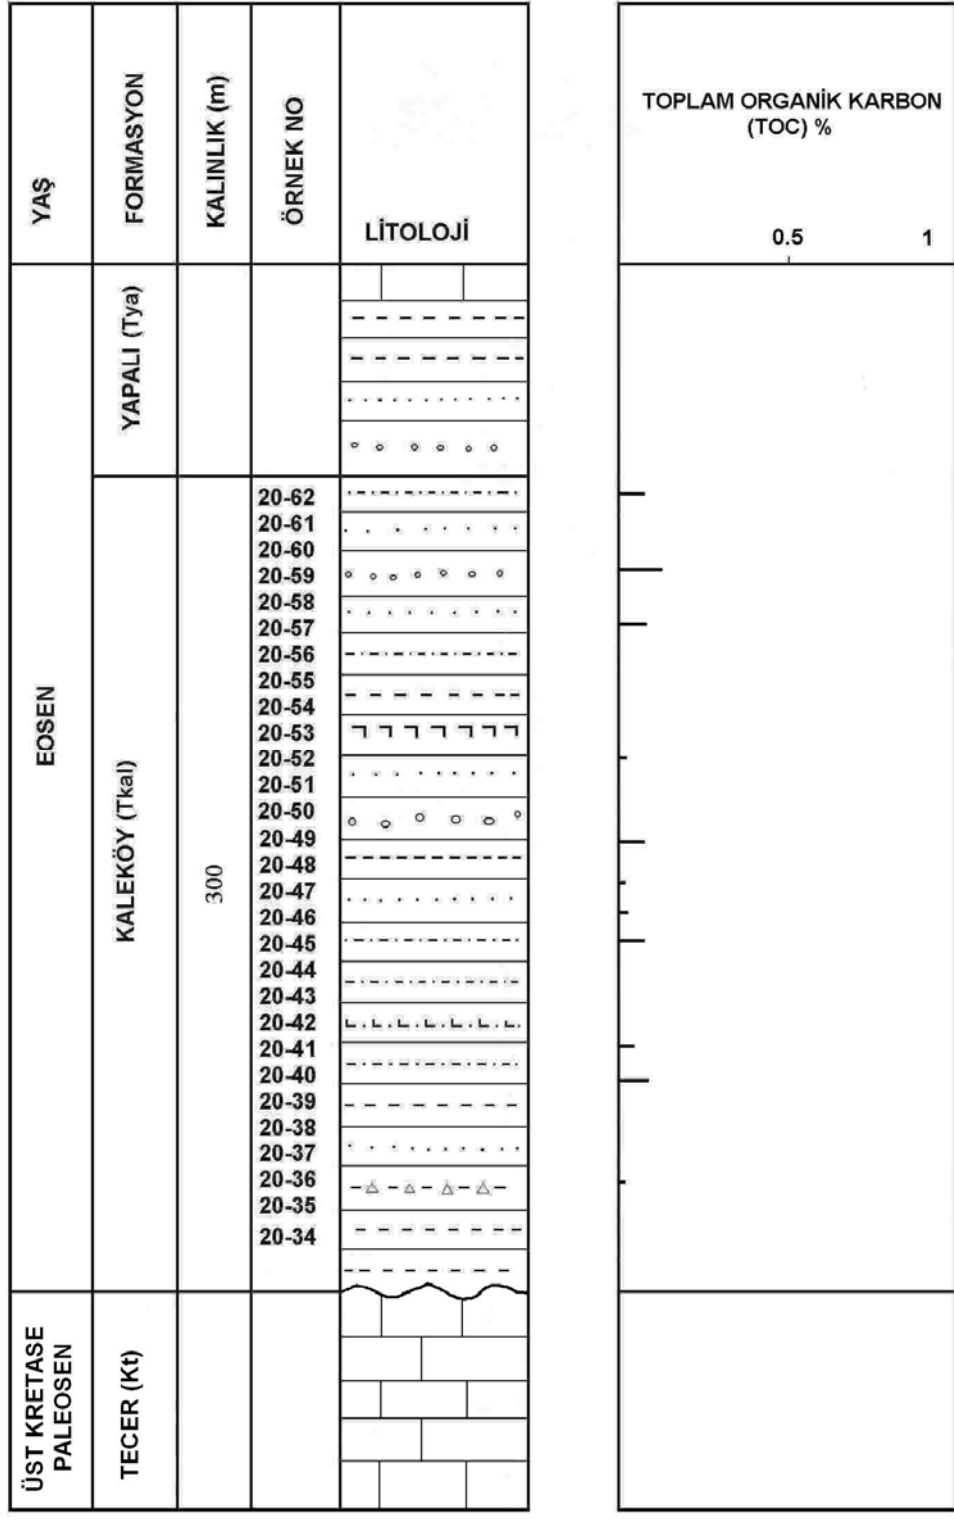 YAŞ
FORMASYON
KALINLIK (m)
ÖRNEK NO
LİTOLOJİ
TOPLAM ORGANİK KARBON
(TOC) %
0.5
1
EOSEN
YAPALI (Tya)
KALEKÖY (Tkal)
300
20-62
20-61
20-60
20-59
20-58
20-57
20-56
20-55
20-54
20-53
20-52
20-51
20-50
20-49
20-48
20-47
20-46
20-45
20-44
20-43
20-42
20-41
20-40
20-39
20-38
20-37
20-36
20-35
20-34
ÜST KRETASE
PALEOSEN
TECER (Kt)